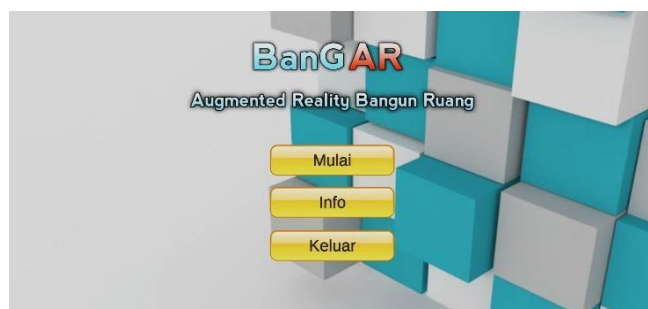 BanGAR
Augmented Reality Bangun Ruang
Mulai
Info
Keluar